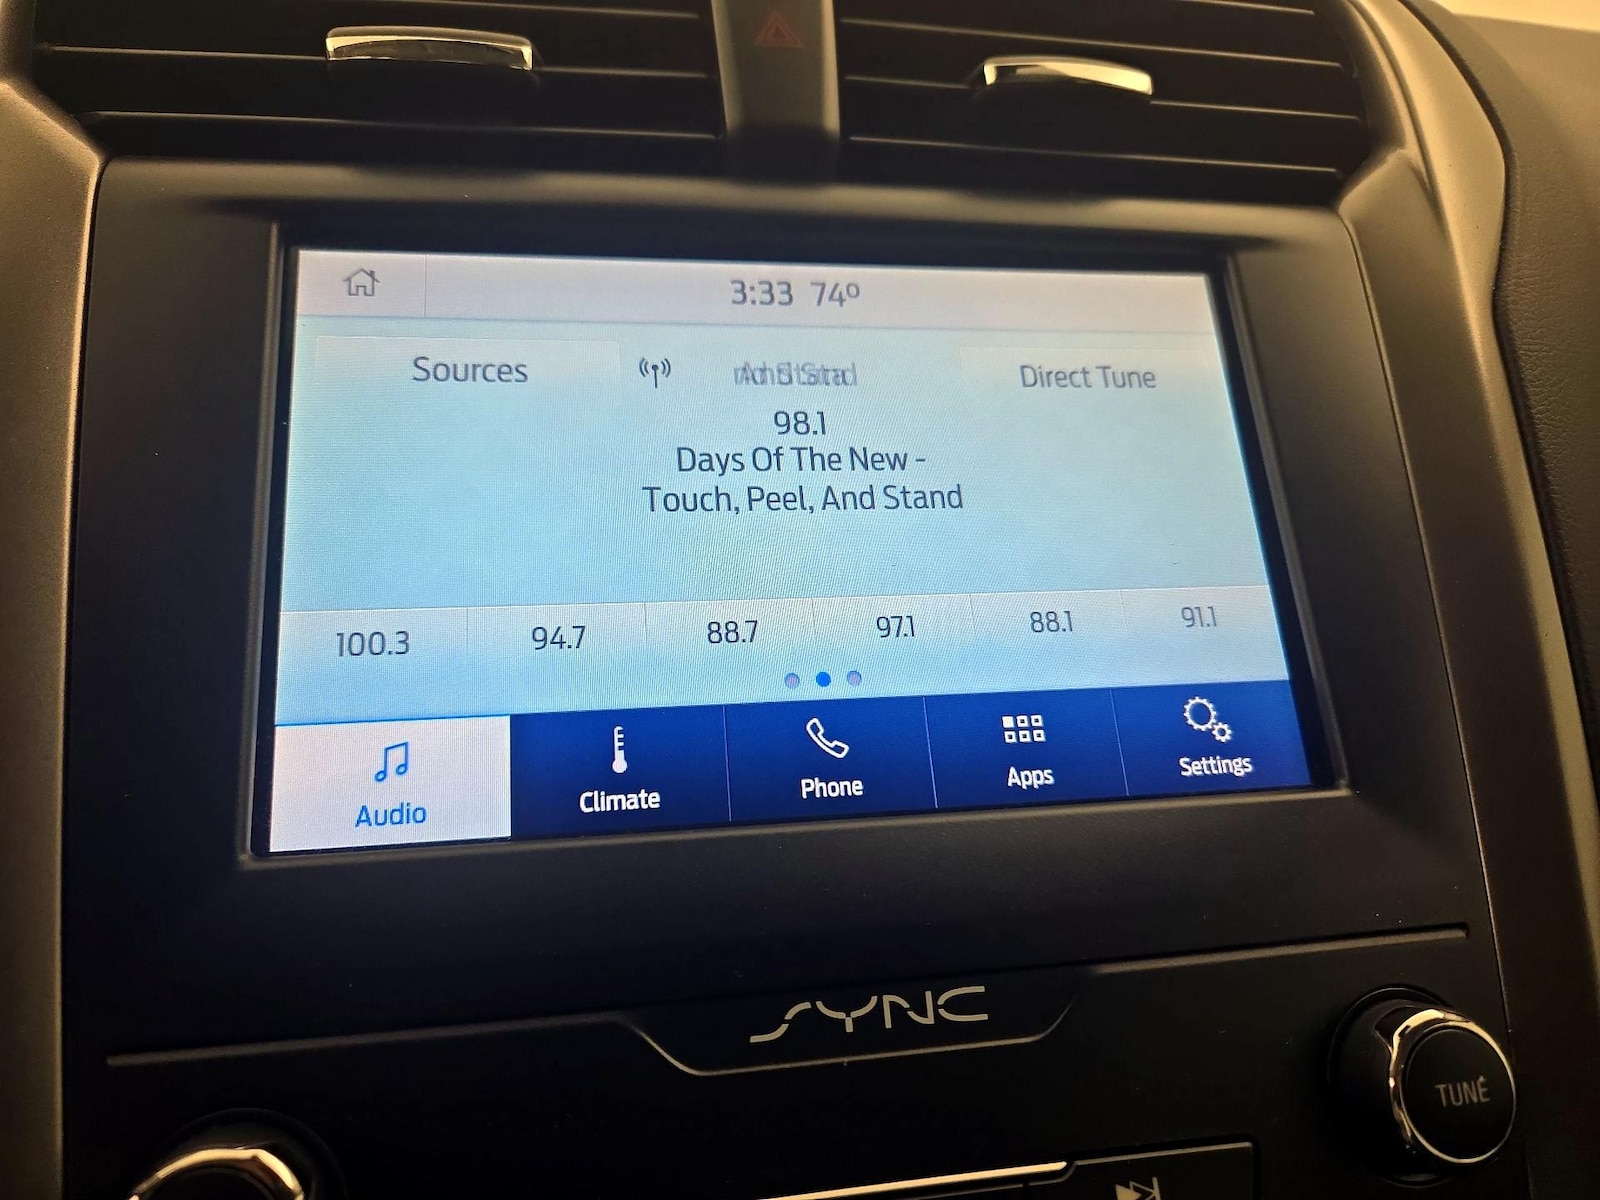 3:33 74º
Sources
Direct Tune
98.1
Days Of The New -
Touch, Peel, And Stand
100.3 94.7 88.7 97.1 88.1 91.1
Audio Climate Phone Apps Settings
SYNC
TUNE